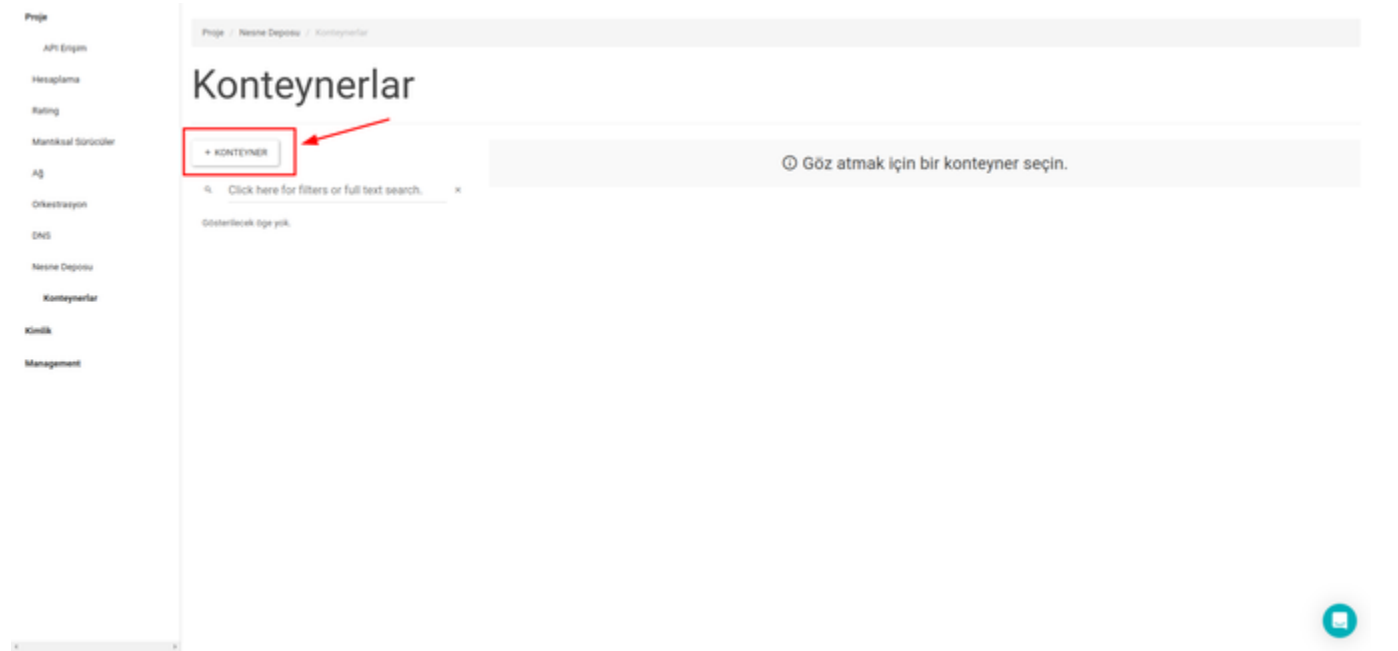 Proje
API Erişim
Hesaplama
Rating
Mantıksal Sürücüler
Ağ
Orkestrasyon
DNS
Nesne Deposu
Konteynerlar
Kimlik
Management
Proje / Nesne Deposu / Konteynerlar
Konteynerlar
+ KONTEYNER
Click here for filters or full text search. ×
Gösterilecek öge yok.
Göz atmak için bir konteyner seçin.